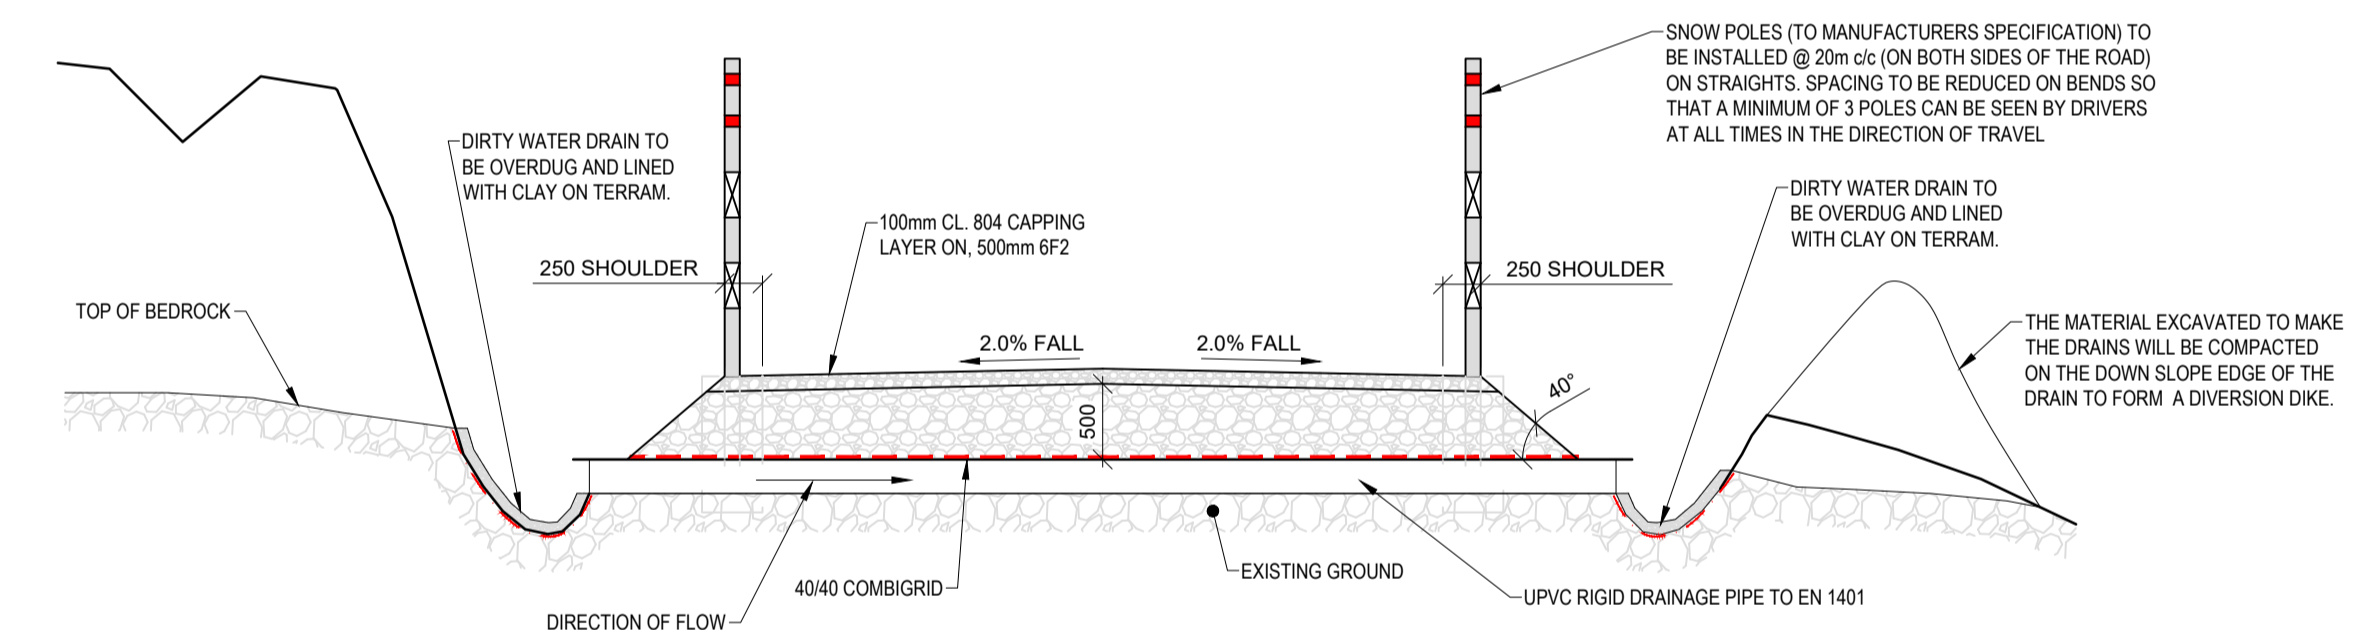 SNOW POLES (TO MANUFACTURERS SPECIFICATION) TO
BE INSTALLED @ 20m c/c (ON BOTH SIDES OF THE ROAD)
ON STRAIGHTS. SPACING TO BE REDUCED ON BENDS SO
THAT A MINIMUM OF 3 POLES CAN BE SEEN BY DRIVERS
AT ALL TIMES IN THE DIRECTION OF TRAVEL
DIRTY WATER DRAIN TO
BE OVERDUG AND LINED
WITH CLAY ON TERRAM.
DIRTY WATER DRAIN TO
BE OVERDUG AND LINED
WITH CLAY ON TERRAM.
100mm CL. 804 CAPPING
LAYER ON, 500mm 6F2
250 SHOULDER
250 SHOULDER
TOP OF BEDROCK
THE MATERIAL EXCAVATED TO MAKE
THE DRAINS WILL BE COMPACTED
ON THE DOWN SLOPE EDGE OF THE
DRAIN TO FORM A DIVERSION DIKE.
2.0% FALL
2.0% FALL
40°
500
EXISTING GROUND
40/40 COMBIGRID
UPVC RIGID DRAINAGE PIPE TO EN 1401
DIRECTION OF FLOW